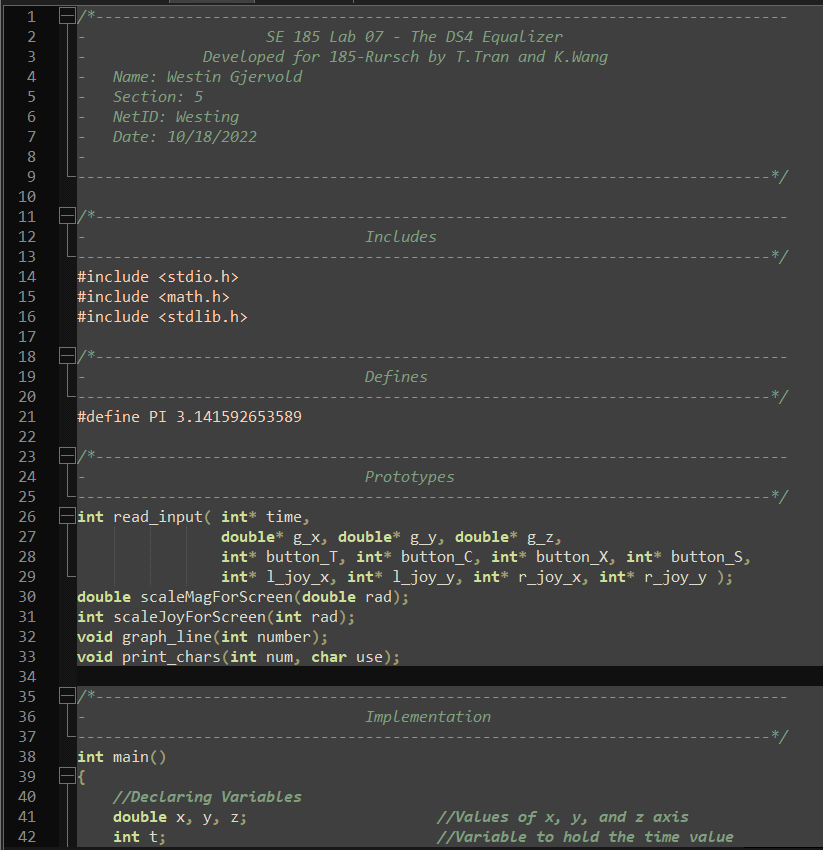 1 /*-----------------------------------------------------------------------------
2 - SE 185 Lab 07 - The DS4 Equalizer
3 - Developed for 185-Rursch by T.Tran and K.Wang
4 - Name: Westin Gjervold
5 - Section: 5
6 - NetID: Westing
7 - Date: 10/18/2022
8 -
9 -----------------------------------------------------------------------------*/
10
11 /*-----------------------------------------------------------------------------
12 - Includes
13 -----------------------------------------------------------------------------*/
14 #include <stdio.h>
15 #include <math.h>
16 #include <stdlib.h>
17
18 /*-----------------------------------------------------------------------------
19 - Defines
20 -----------------------------------------------------------------------------*/
21 #define PI 3.141592653589
22
23 /*-----------------------------------------------------------------------------
24 - Prototypes
25 -----------------------------------------------------------------------------*/
26 int read_input( int* time,
27 double* g_x, double* g_y, double* g_z,
28 int* button_T, int* button_C, int* button_X, int* button_S,
29 int* l_joy_x, int* l_joy_y, int* r_joy_x, int* r_joy_y );
30 double scaleMagForScreen(double rad);
31 int scaleJoyForScreen(int rad);
32 void graph_line(int number);
33 void print_chars(int num, char use);
34
35 /*-----------------------------------------------------------------------------
36 - Implementation
37 -----------------------------------------------------------------------------*/
38 int main()
39 {
40 //Declaring Variables
41 double x, y, z; //Values of x, y, and z axis
42 int t; //Variable to hold the time value